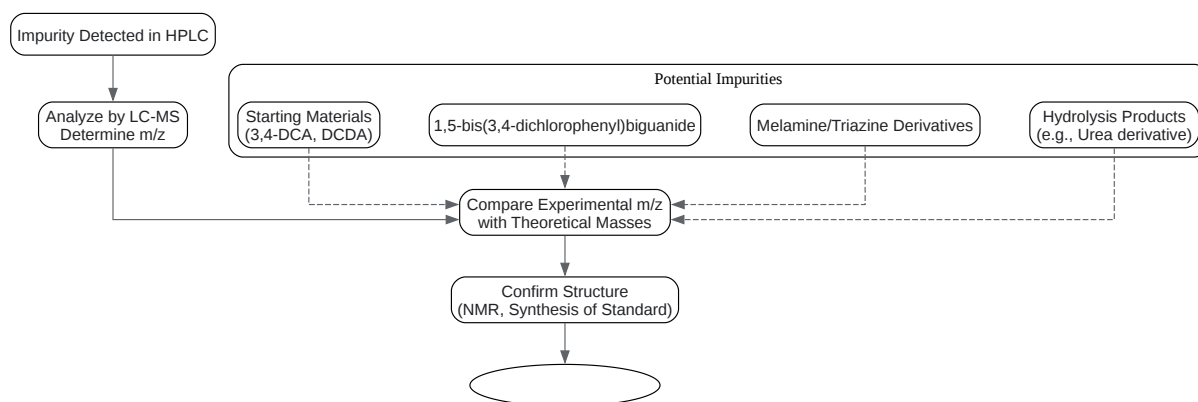 Impurity Detected in HPLC
Potential Impurities
Analyze by LC-MS
Determine m/z
Starting Materials
(3,4-DCA, DCDA)
1,5-bis(3,4-dichlorophenyl)biguanide
Melamine/Triazine Derivatives
Hydrolysis Products
(e.g., Urea derivative)
Compare Experimental m/z
with Theoretical Masses
Confirm Structure
(NMR, Synthesis of Standard)